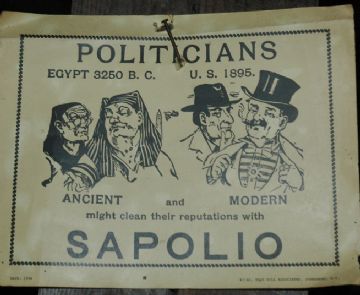 POLITICIANS
EGYPT 3250 B. C. U. S. 1895.
ANCIENT and MODERN
might clean their reputations with
SAPOLIO